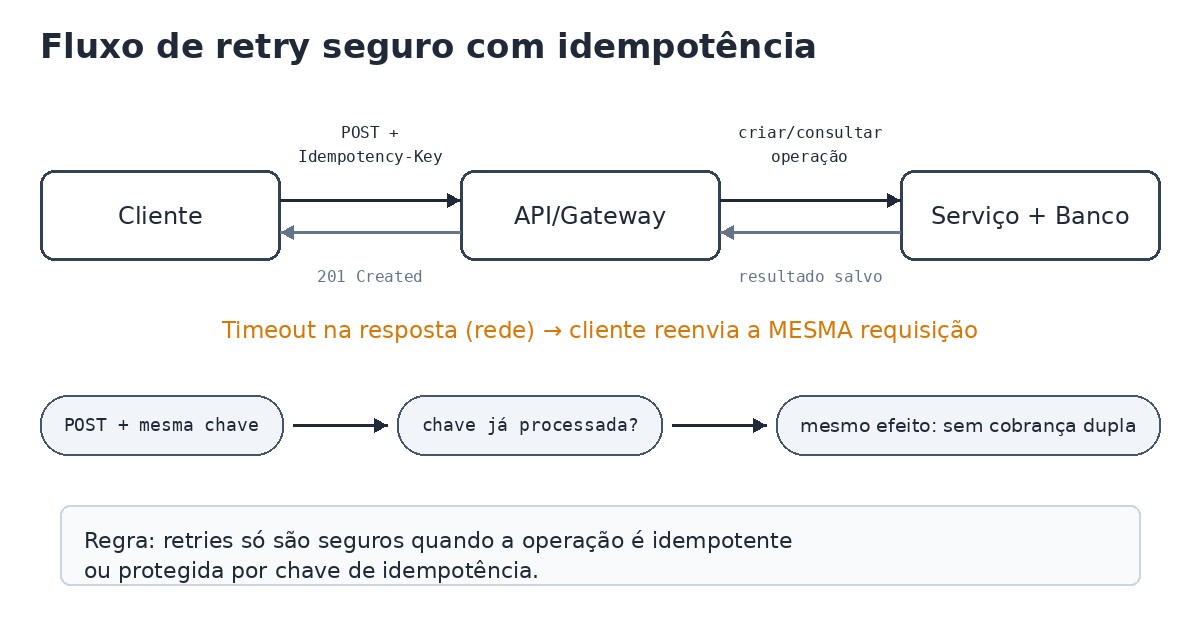 Fluxo de retry seguro com idempotência
POST +
Idempotency-Key
criar/consultar
operação
Cliente
API/Gateway
Serviço + Banco
201 Created
resultado salvo
Timeout na resposta (rede) → cliente reenvia a MESMA requisição
POST + mesma chave
chave já processada?
mesmo efeito: sem cobrança dupla
Regra: retries só são seguros quando a operação é idempotente
ou protegida por chave de idempotência.